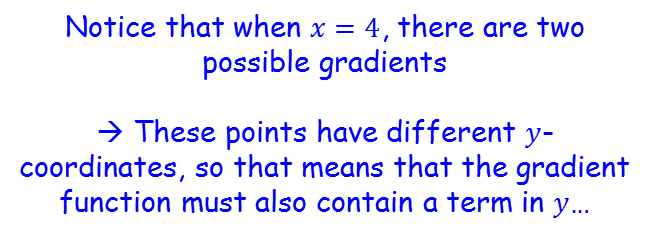 Notice that when x = 4, there are two
possible gradients
→ These points have different y-
coordinates, so that means that the gradient
function must also contain a term in y…